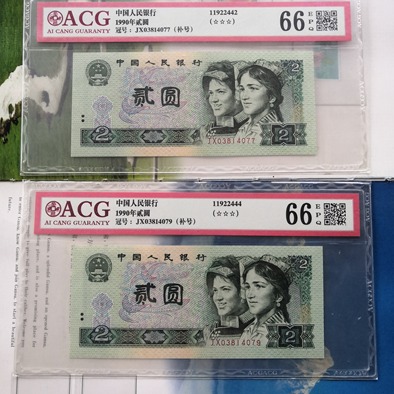 ACG
AI CANG GUARANTY
中国人民银行
1990年贰圆
冠号: JX03814077 (补号)
11922442
(☆☆☆)
66 EPQ
中国人民银行
贰圆
2
2
JX03814077
ACG
AI CANG GUARANTY
中国人民银行
1990年贰圆
冠号: JX03814079 (补号)
11922444
(☆☆☆)
66 EPQ
中国人民银行
2
贰圆
2
2
JX03814079